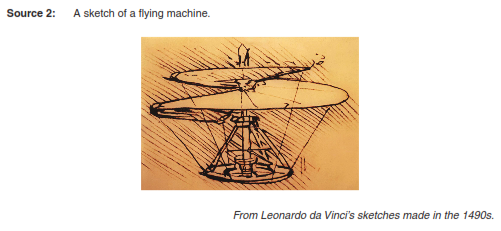 Source 2: A sketch of a flying machine.
From Leonardo da Vinci's sketches made in the 1490s.